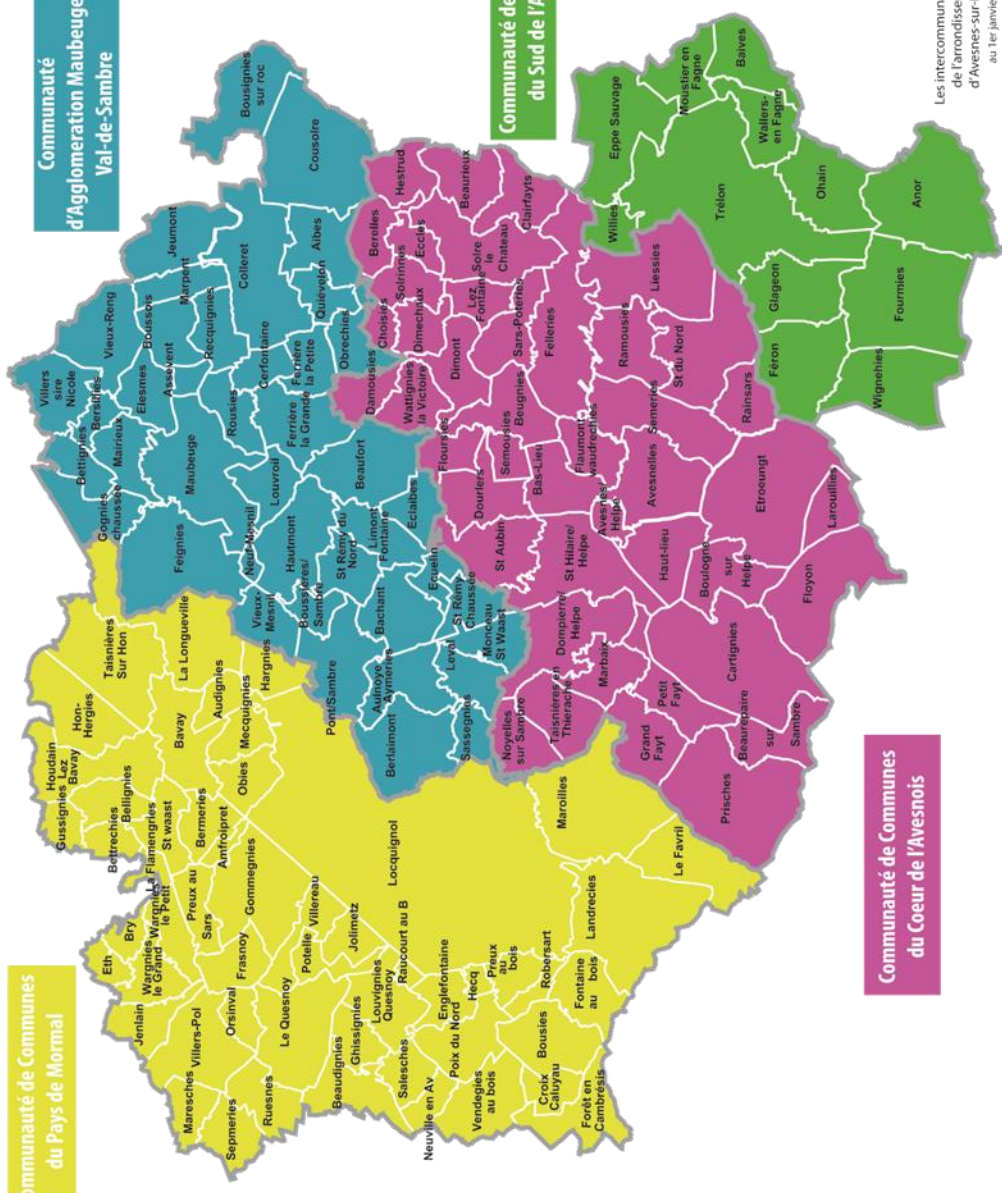 ommunauté de Communes
du Pays de Mormal
Communauté
d'Agglomeration Maubeuge
Val-de-Sambre
Communauté de
du Sud de l'A
Communauté de Communes
du Coeur de l'Avesnois
Les intercommun
de l'arrondisse
d'Avesnes-sur-
au 1er janvie
Gussignies
Houdain
Lez
Bavay
Hon-
Hergies
Taisnières
Sur Hon
Bettrechies
Bellignies
La Flamengries
St waast
Bavay
La Longueville
Audignies
Mecquignies
Hargnies
Obies
Bermeries
Amfroipret
Eth
Bry
Wargnies
le Grand
Wargnies
le Petit
Preux au
Sars
Gommegnies
Frasnoy
Jenlain
Villers-Pol
Orsinval
Maresches
Sepmeries
Ruesnes
Le Quesnoy
Potelle
Villereau
Jolimetz
Locquignol
Beaudignies
Ghissignies
Louvignies
Quesnoy
Raucourt au B
Salesches
Englefontaine
Neuville en Av
Poix du Nord
Hecq
Preux
au
bois
Vendegies
au bois
Robersart
Bousies
Croix
Caluyau
Fontaine
au bois
Forêt en
Cambrésis
Landrecies
Le Favril
Maroilles
Villers
sire
Nicole
Bettignies
Bersillies
Vieux-Reng
Gognies
chaussée
Mairieux
Elesmes
Boussois
Jeumont
Marpent
Assevent
Recquignies
Maubeuge
Feignies
Rousies
Colleret
Cerfontaine
Bousignies
sur roc
Cousolre
Aibes
Quiévelon
Ferrière
la Petite
Obrechies
Ferrière
la Grande
Louvroil
Neuf-Mesnil
Hautmont
Beaufort
Vieux-
Mesnil
Boussières/
Sambre
St Rémy du
Nord
Limont
Fontaine
Eclaibes
Pont/Sambre
Bachant
Ecuelin
Aulnoye
Aymeries
St Rémy
Chaussée
Berlaimont
Leval
Monceau
St Waast
Sassegnies
Hestrud
Berelles
Beaurieux
Eccles
Solrinnes
Choisies
Clairfayts
Solre
le
Chateau
Dimechaux
Lez
Fontaine
Damousies
Wattignies
la Victoire
Dimont
Sars-Poteries
Felleries
Floursies
Beugnies
Semousies
Dourlers
Bas-Lieu
St Aubin
Flaumont
waudrechies
Ramousies
Liessies
St du Nord
Semeries
Rainsars
Avesnes/
Helpe
Avesnelles
St Hilaire/
Helpe
Haut-lieu
Etroeungt
Boulogne
sur
Helpe
Larouillies
Floyon
Dompierre/
Helpe
Marbaix
Cartignies
Noyelles
sur Sambre
Taisnières en
Thierache
Petit
Fayt
Grand
Fayt
Beaurepaire
sur
Sambre
Prisches
Eppe Sauvage
Moustier en
Fagne
Baives
Willies
Wallers-
en Fagne
Trélon
Ohain
Glageon
Féron
Anor
Fourmies
Wignehies